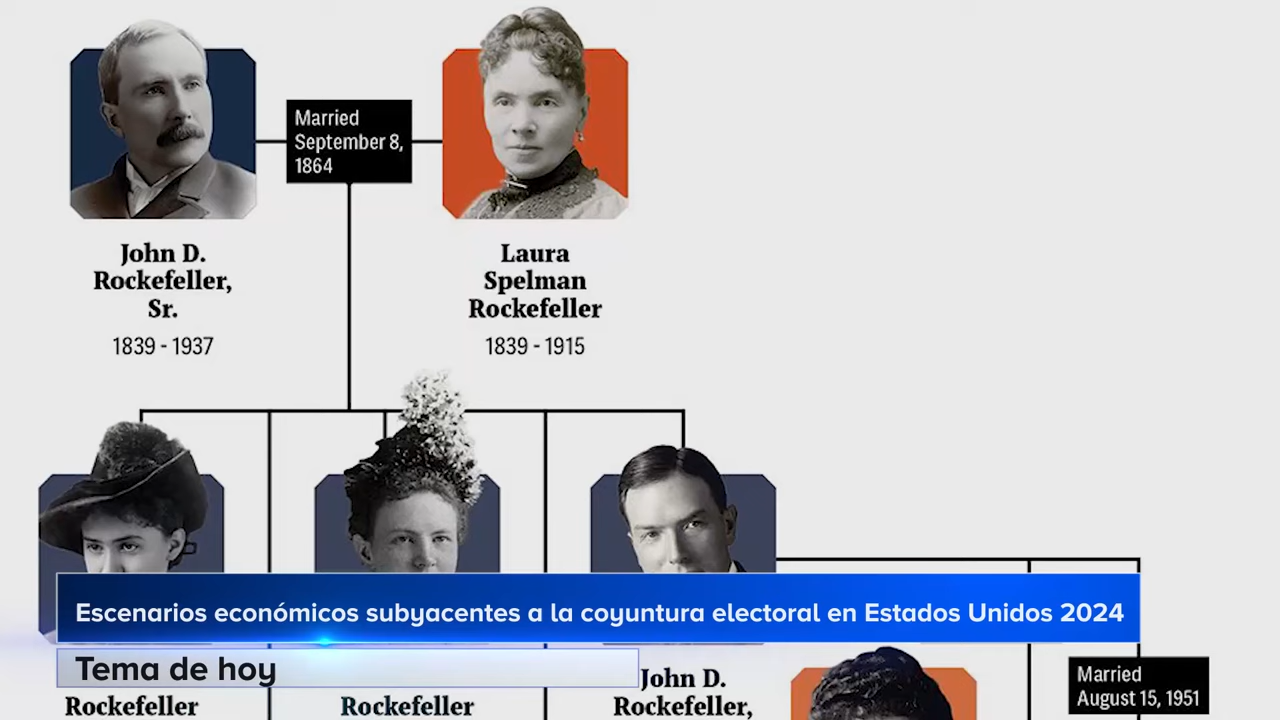 Married
September 8,
1864
John D.
Rockefeller,
Sr.
1839 - 1937
Laura
Spelman
Rockefeller
1839 - 1915
Escenarios económicos subyacentes a la coyuntura electoral en Estados Unidos 2024
Tema de hoy
Rockefeller
Rockefeller
John D.
Rockefeller,
Married
August 15, 1951